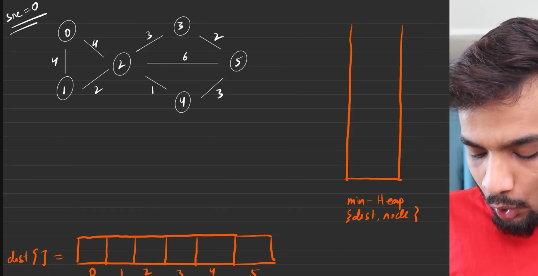 src = 0
0
3
4
3
2
4
2
6
5
1
2
1
4
3
min-Heap
{dist, node}
dist[] =
0 1 2 3 4 5